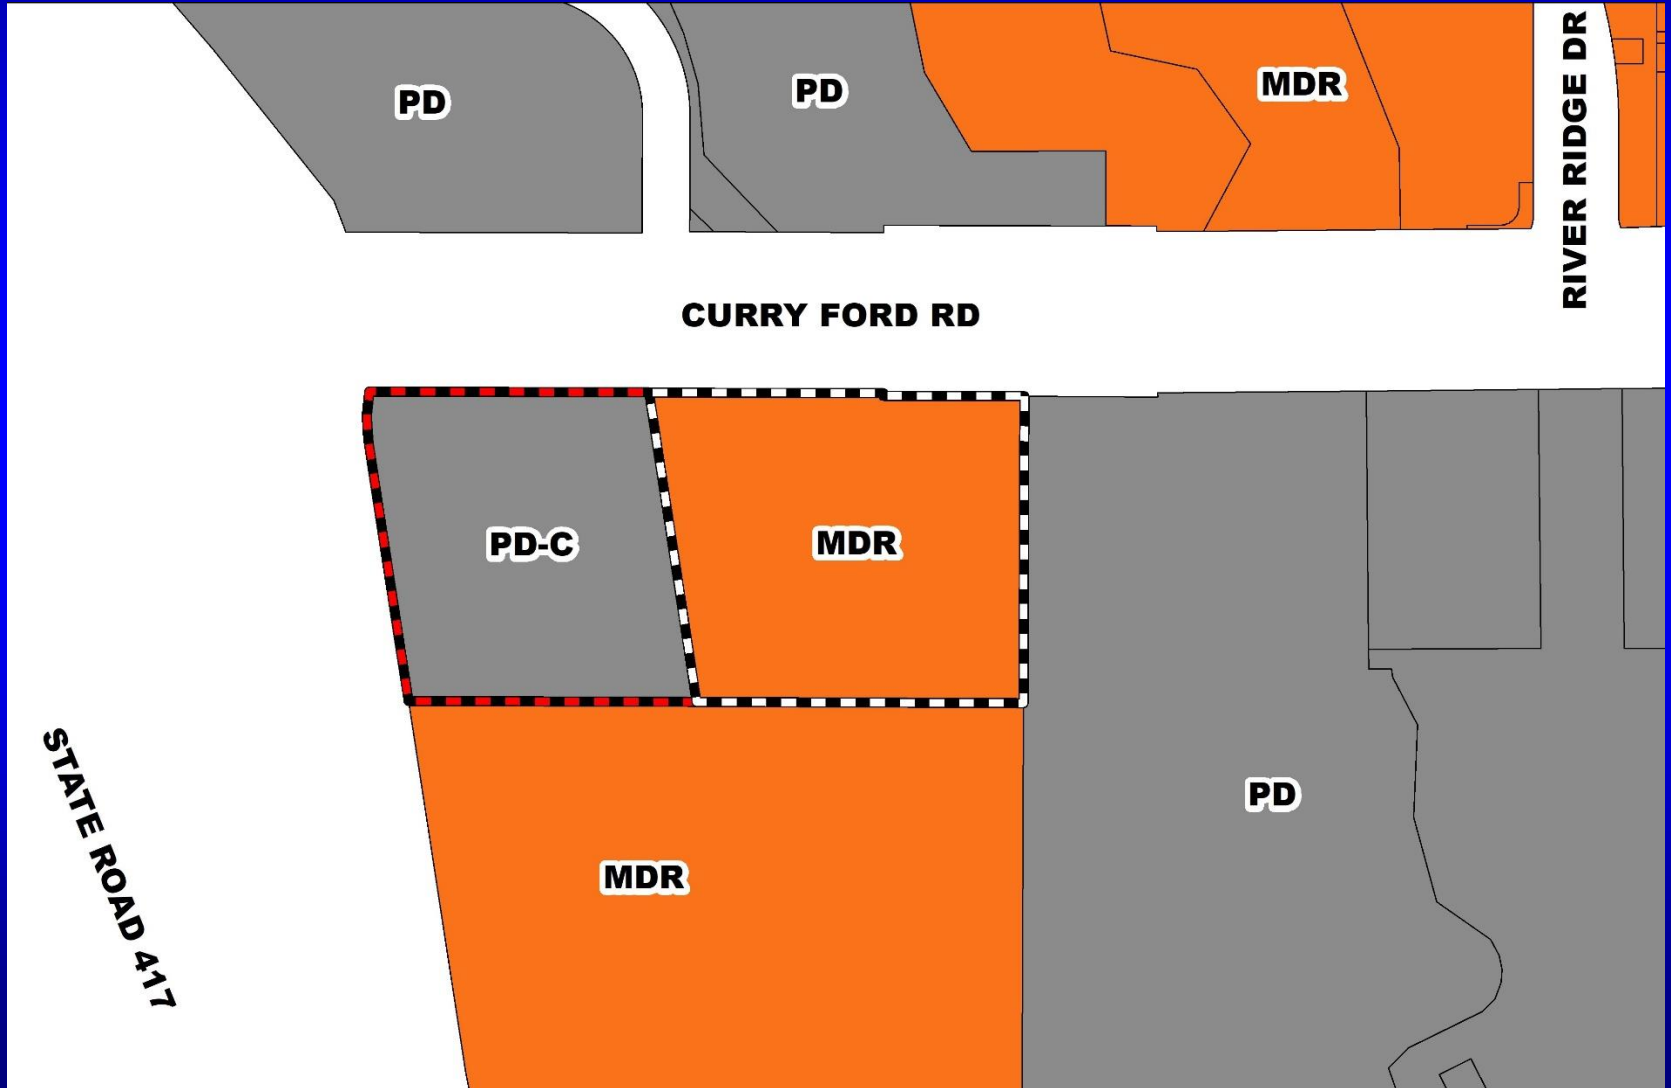 PD
PD
MDR
RIVER RIDGE DR
CURRY FORD RD
PD-C
MDR
STATE ROAD 417
MDR
PD